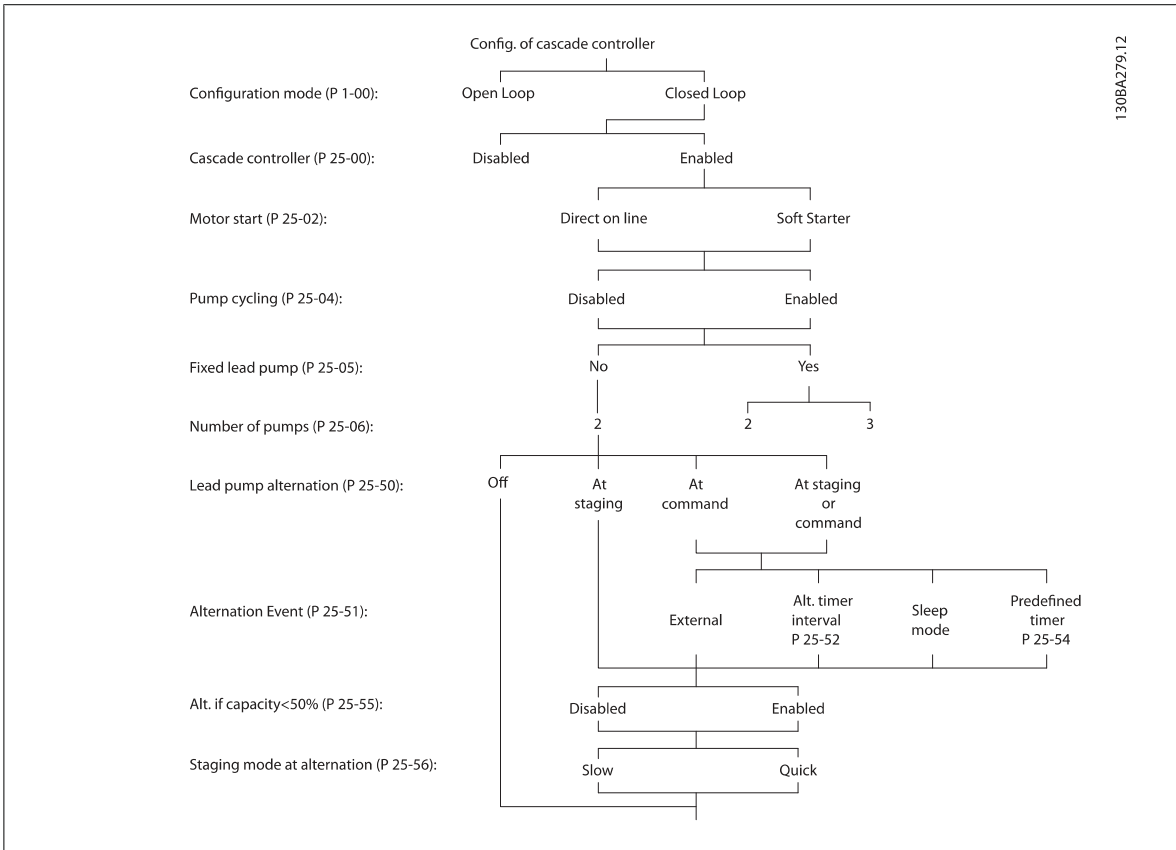 Config. of cascade controller
130BA279.12
Configuration mode (P 1-00):
Open Loop
Closed Loop
Cascade controller (P 25-00):
Disabled
Enabled
Motor start (P 25-02):
Direct on line
Soft Starter
Pump cycling (P 25-04):
Disabled
Enabled
Fixed lead pump (P 25-05):
No
Yes
Number of pumps (P 25-06):
2
2
3
Lead pump alternation (P 25-50):
Off
At
staging
At
command
At staging
or
command
Alternation Event (P 25-51):
External
Alt. timer
interval
P 25-52
Sleep
mode
Predefined
timer
P 25-54
Alt. if capacity<50% (P 25-55):
Disabled
Enabled
Staging mode at alternation (P 25-56):
Slow
Quick